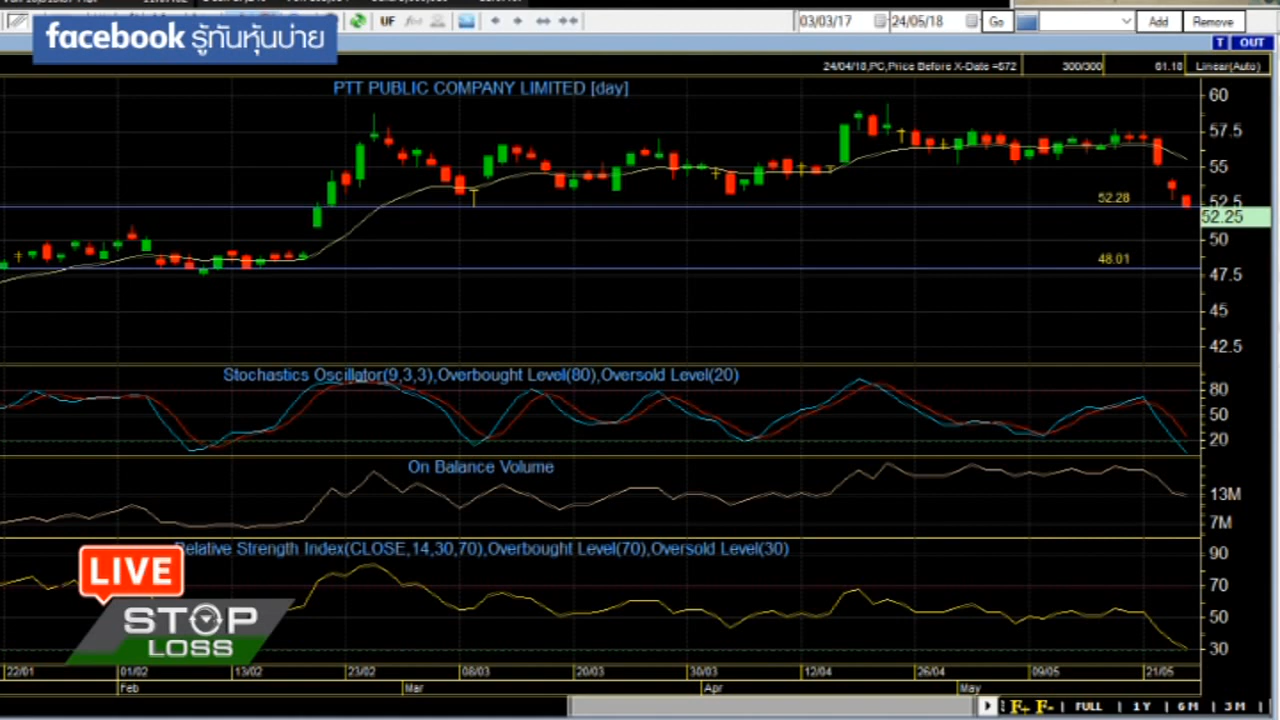 UF
03/03/17
24/05/18
Go
Add
Remove
facebook รู้ทันหุ้นบ่าย
T OUT
24/04/18,PC,Price Before X-Date =572 300/300 61.18 Linear(Auto)
PTT PUBLIC COMPANY LIMITED [day]
60
57.5
55
52.28
52.5
52.25
50
48.01
47.5
45
42.5
Stochastics Oscillator(9,3,3),Overbought Level(80),Oversold Level(20)
80
50
20
On Balance Volume
13M
7M
Relative Strength Index(CLOSE,14,30,70),Overbought Level(70),Oversold Level(30)
90
70
50
30
LIVE
STOP
LOSS
22/01 01/02 13/02 23/02 08/03 20/03 30/03 12/04 26/04 09/05 21/05
Feb Mar Apr May
F+ F- | FULL | 1Y | 6M | 3M |